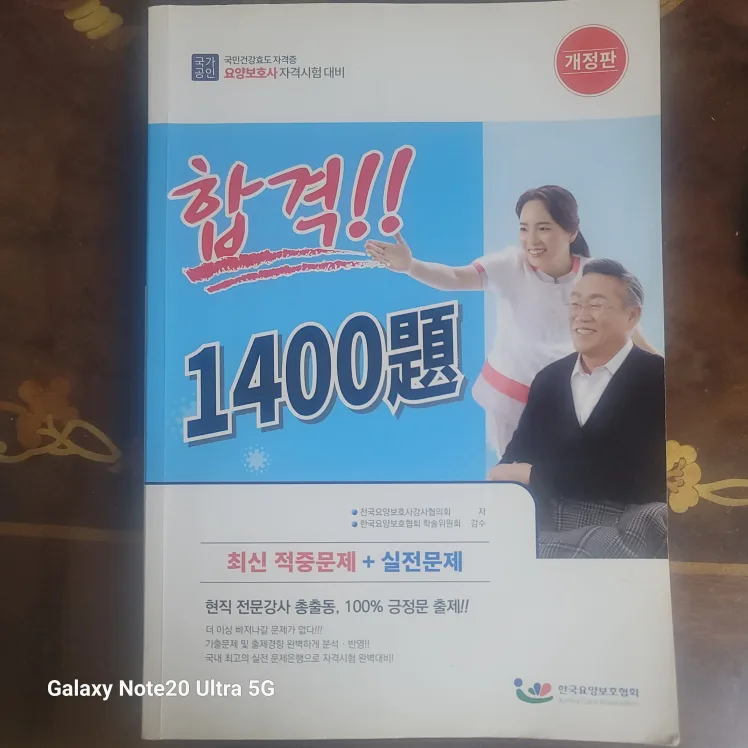 국가
공인
국민건강효도 자격증
요양보호사 자격시험 대비
개정판
합격!!
1400題
전국요양보호사강사협의회 저
한국요양보호협회 학술위원회 감수
최신 적중문제 + 실전문제
현직 전문강사 총출동, 100% 긍정문 출제!!
더 이상 빠져나갈 문제가 없다!!!
기출문제 및 출제경향 완벽하게 분석·반영!!
국내 최고의 실전 문제은행으로 자격시험 완벽대비!
한국요양보호협회
Galaxy Note20 Ultra 5G